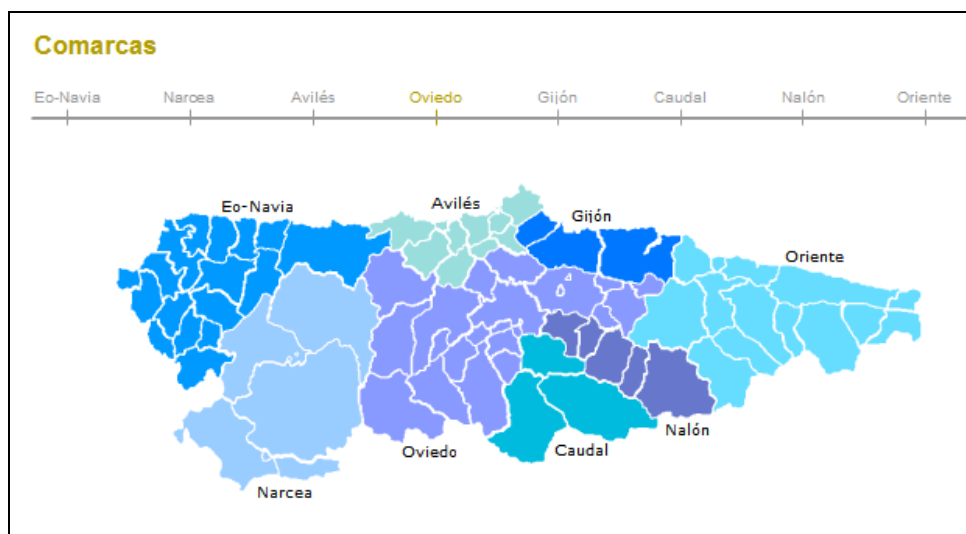 Comarcas
Eo-Navia Narcea Avilés Oviedo Gijón Caudal Nalón Oriente
Eo-Navia
Avilés
Gijón
Oriente
Oviedo
Caudal
Nalón
Narcea